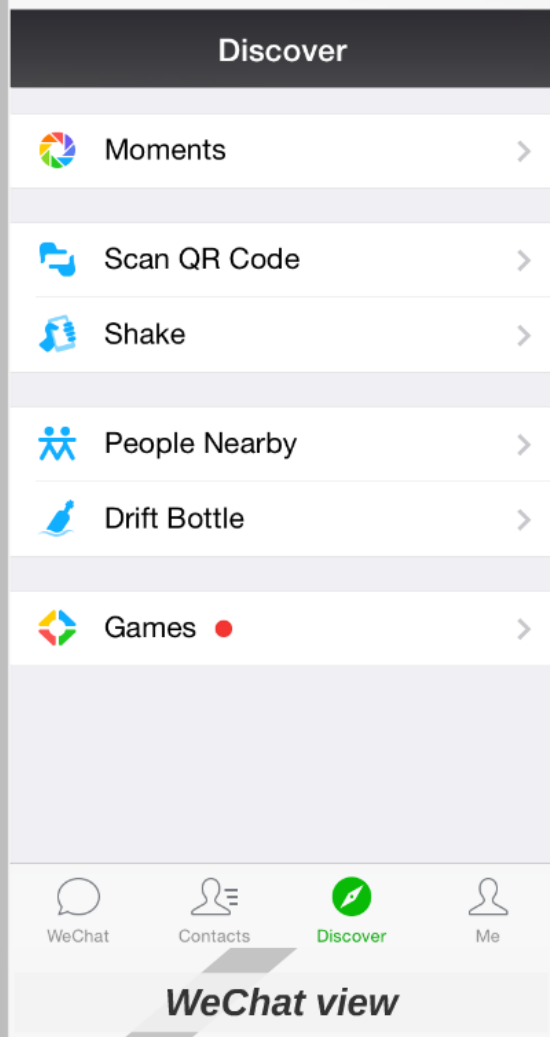 Discover
Moments
Scan QR Code
Shake
People Nearby
Drift Bottle
Games
WeChat
Contacts
Discover
Me
WeChat view